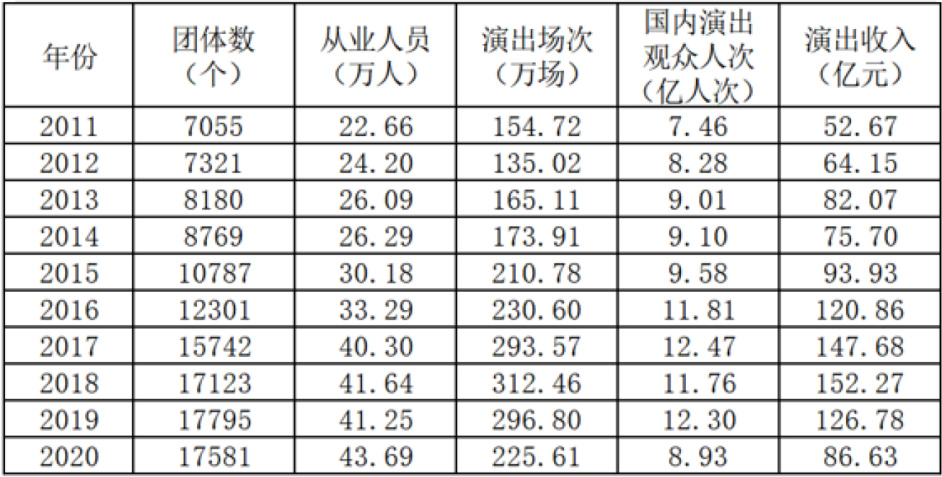 年份 团体数（个） 从业人员（万人） 演出场次（万场） 国内演出观众人次（亿人次） 演出收入（亿元）
2011 7055 22.66 154.72 7.46 52.67
2012 7321 24.20 135.02 8.28 64.15
2013 8180 26.09 165.11 9.01 82.07
2014 8769 26.29 173.91 9.10 75.70
2015 10787 30.18 210.78 9.58 93.93
2016 12301 33.29 230.60 11.81 120.86
2017 15742 40.30 293.57 12.47 147.68
2018 17123 41.64 312.46 11.76 152.27
2019 17795 41.25 296.80 12.30 126.78
2020 17581 43.69 225.61 8.93 86.63